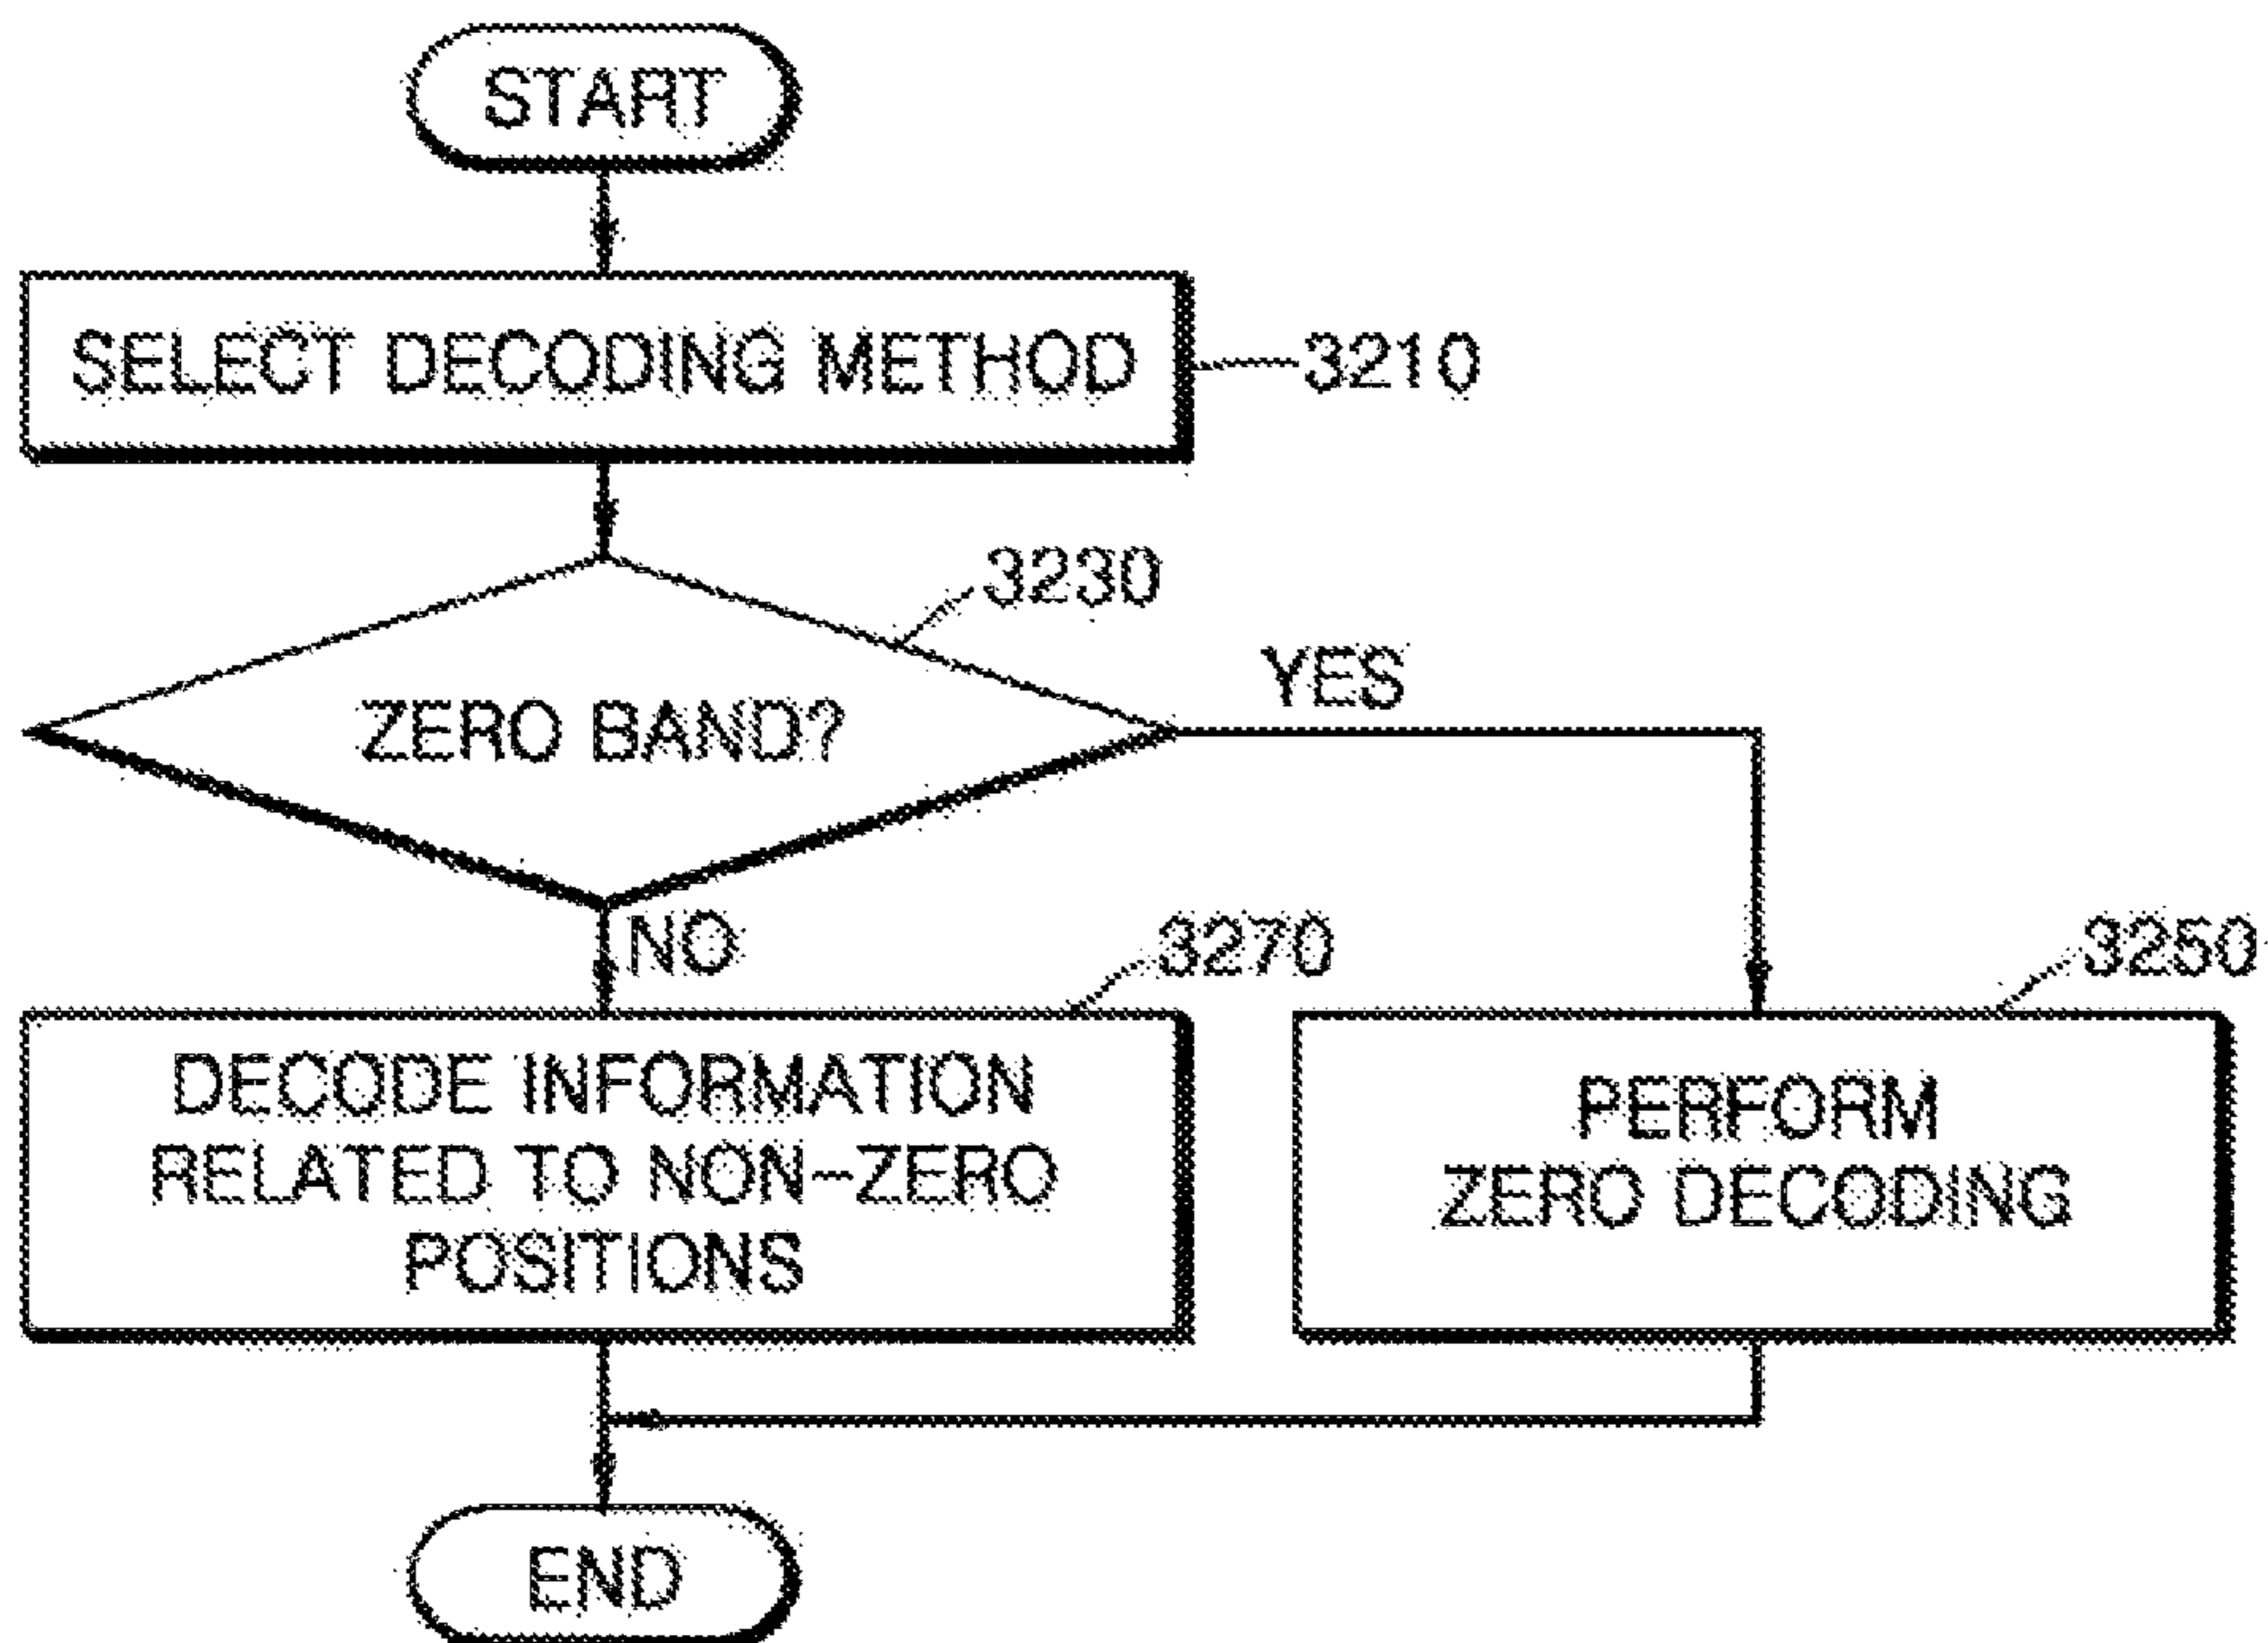 START
SELECT DECODING METHOD
3210
3230
ZERO BAND?
YES
NO
3270
3250
DECODE INFORMATION
RELATED TO NON-ZERO
POSITIONS
PERFORM
ZERO DECODING
END